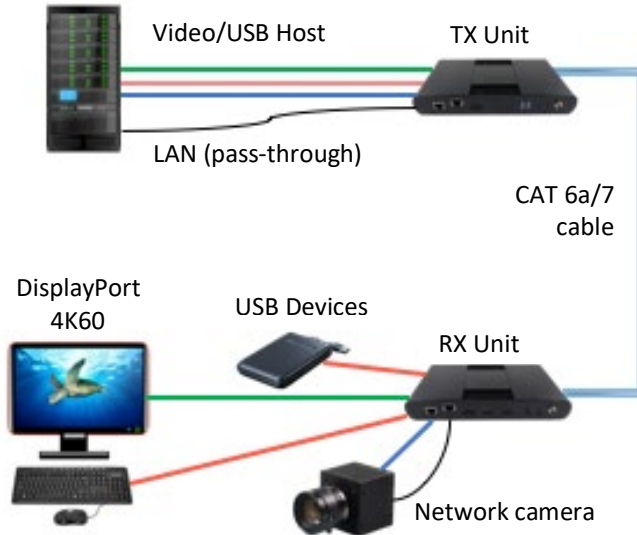 Video/USB Host
TX Unit
LAN (pass-through)
CAT 6a/7
cable
DisplayPort
4K60
USB Devices
RX Unit
Network camera